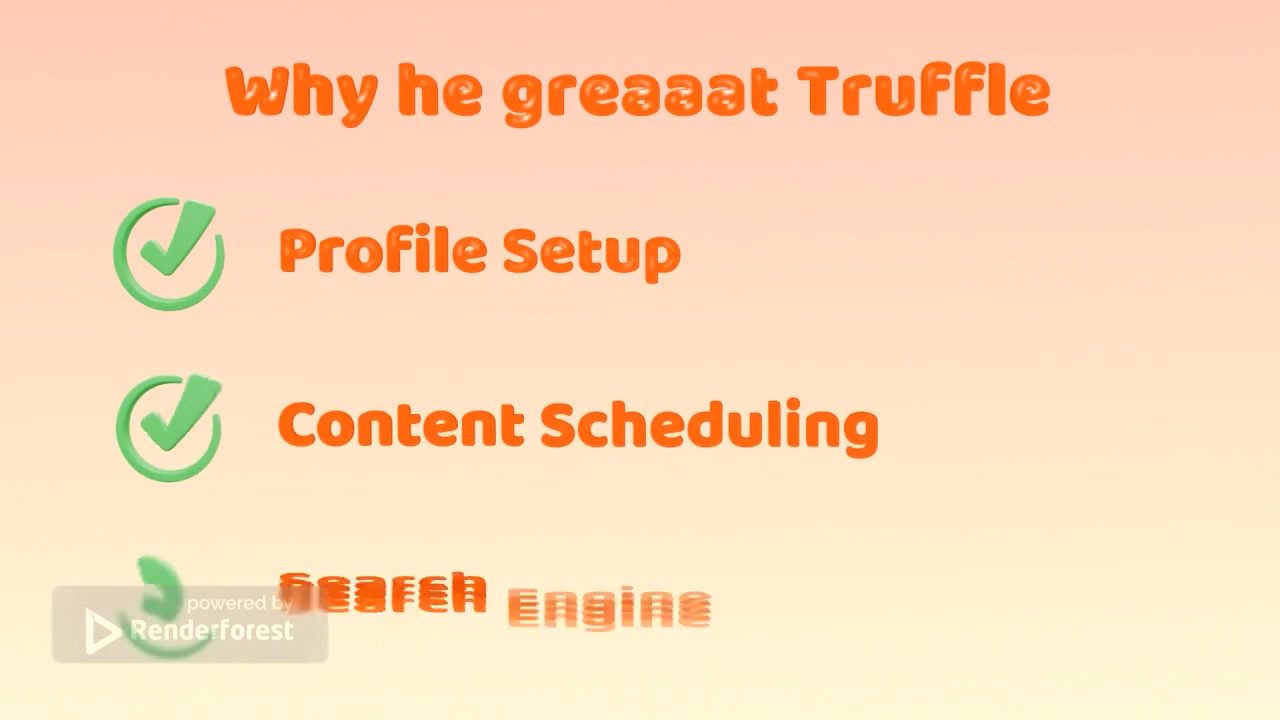 Why he greaaat Truffle
Profile Setup
Content Scheduling
Search Engine
powered by
Renderforest